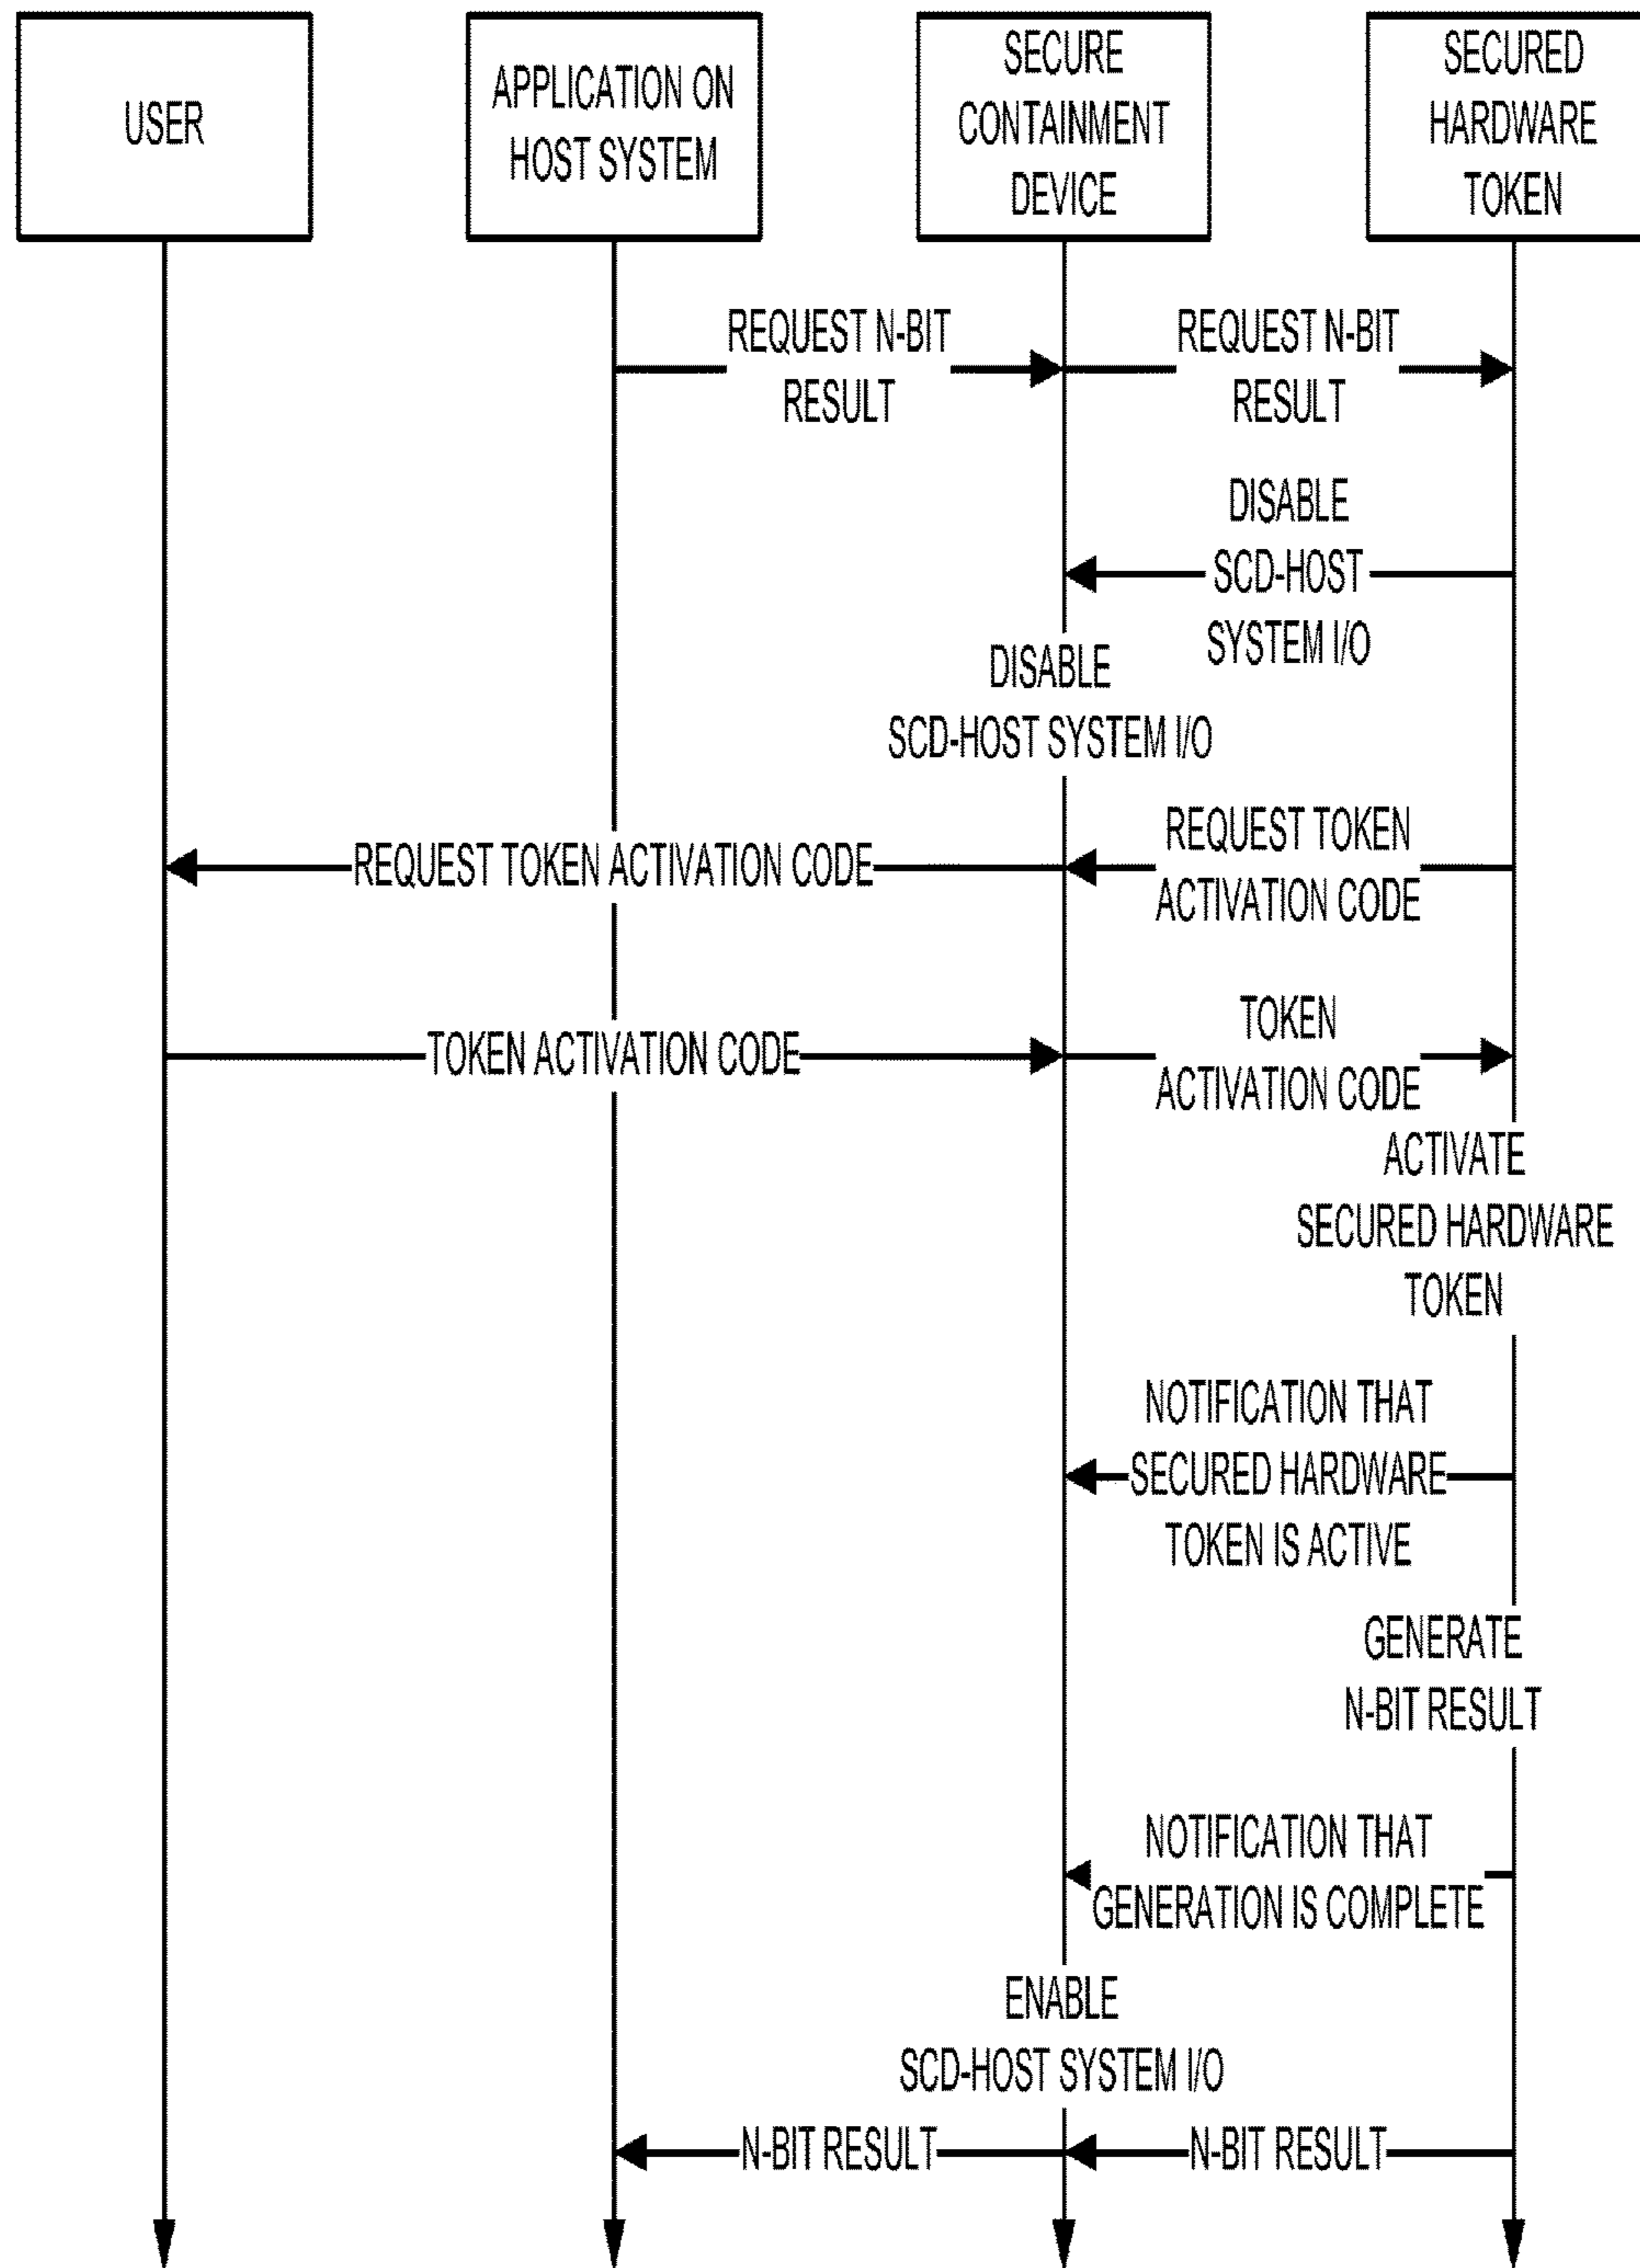 USER
APPLICATION ON
HOST SYSTEM
SECURE
CONTAINMENT
DEVICE
SECURED
HARDWARE
TOKEN
REQUEST N-BIT
RESULT
REQUEST N-BIT
RESULT
DISABLE
SCD-HOST
SYSTEM I/O
DISABLE
SCD-HOST SYSTEM I/O
REQUEST TOKEN
ACTIVATION CODE
REQUEST TOKEN ACTIVATION CODE
TOKEN ACTIVATION CODE
TOKEN
ACTIVATION CODE
ACTIVATE
SECURED HARDWARE
TOKEN
NOTIFICATION THAT
SECURED HARDWARE
TOKEN IS ACTIVE
GENERATE
N-BIT RESULT
NOTIFICATION THAT
GENERATION IS COMPLETE
ENABLE
SCD-HOST SYSTEM I/O
N-BIT RESULT
N-BIT RESULT